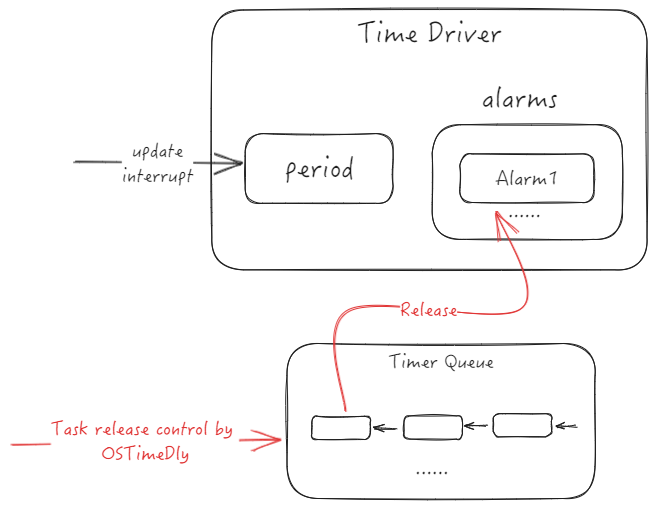 Time Driver
alarms
update
interrupt
period
Alarm1
......
Release
Timer Queue
Task release control by
OSTimeDly
......